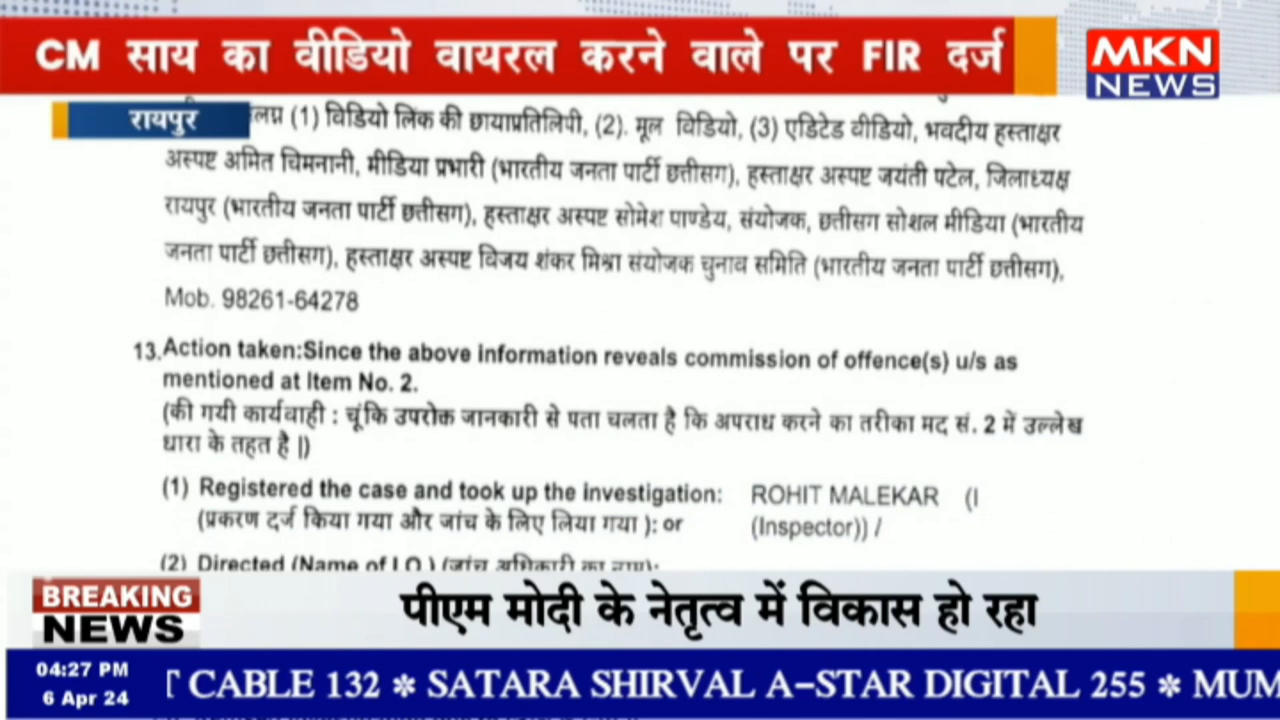 CM साय का वीडियो वायरल करने वाले पर FIR दर्ज
MKN
NEWS
रायपुर
(1) विडियो लिंक की छायाप्रतिलिपी, (2). मूल विडियो, (3) एडिटेड वीडियो, भवदीय हस्ताक्षर
अस्पष्ट अमित चिमनानी, मीडिया प्रभारी (भारतीय जनता पार्टी छत्तीसग), हस्ताक्षर अस्पष्ट जयंती पटेल, जिलाध्यक्ष
रायपुर (भारतीय जनता पार्टी छत्तीसग), हस्ताक्षर अस्पष्ट सोमेश पाण्डेय, संयोजक, छत्तीसग सोशल मीडिया (भारतीय
जनता पार्टी छत्तीसग), हस्ताक्षर अस्पष्ट विजय शंकर मिश्रा संयोजक चुनाव समिति (भारतीय जनता पार्टी छत्तीसग),
Mob. 98261-64278
13. Action taken:Since the above information reveals commission of offence(s) u/s as
mentioned at Item No. 2.
(की गयी कार्यवाही : चूंकि उपरोक्त जानकारी से पता चलता है कि अपराध करने का तरीका मद सं. 2 में उल्लेख
धारा के तहत है |)
(1) Registered the case and took up the investigation: ROHIT MALEKAR (I
(प्रकरण दर्ज किया गया और जांच के लिए लिया गया ): or (Inspector)) /
(2) Directed (Name of I.O.) (जांच अधिकारी का नाम):
BREAKING
NEWS
पीएम मोदी के नेतृत्व में विकास हो रहा
04:27 PM
6 Apr 24
CABLE 132 * SATARA SHIRVAL A-STAR DIGITAL 255 * MUM